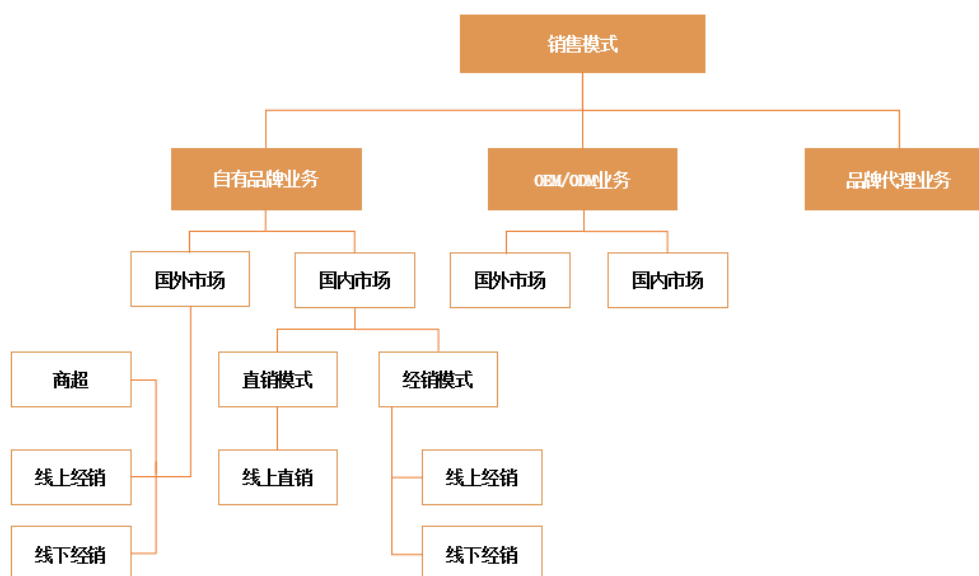 销售模式
自有品牌业务
OEM/ODM业务
品牌代理业务
国外市场
国内市场
国外市场
国内市场
商超
直销模式
经销模式
线上经销
线上直销
线上经销
线下经销
线下经销